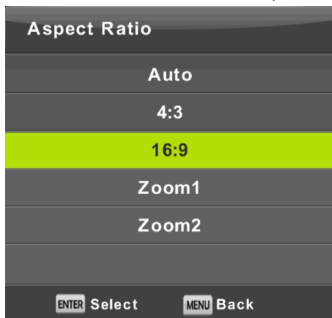 Aspect Ratio
Auto
4:3
16:9
Zoom1
Zoom2
ENTER Select MENU Back